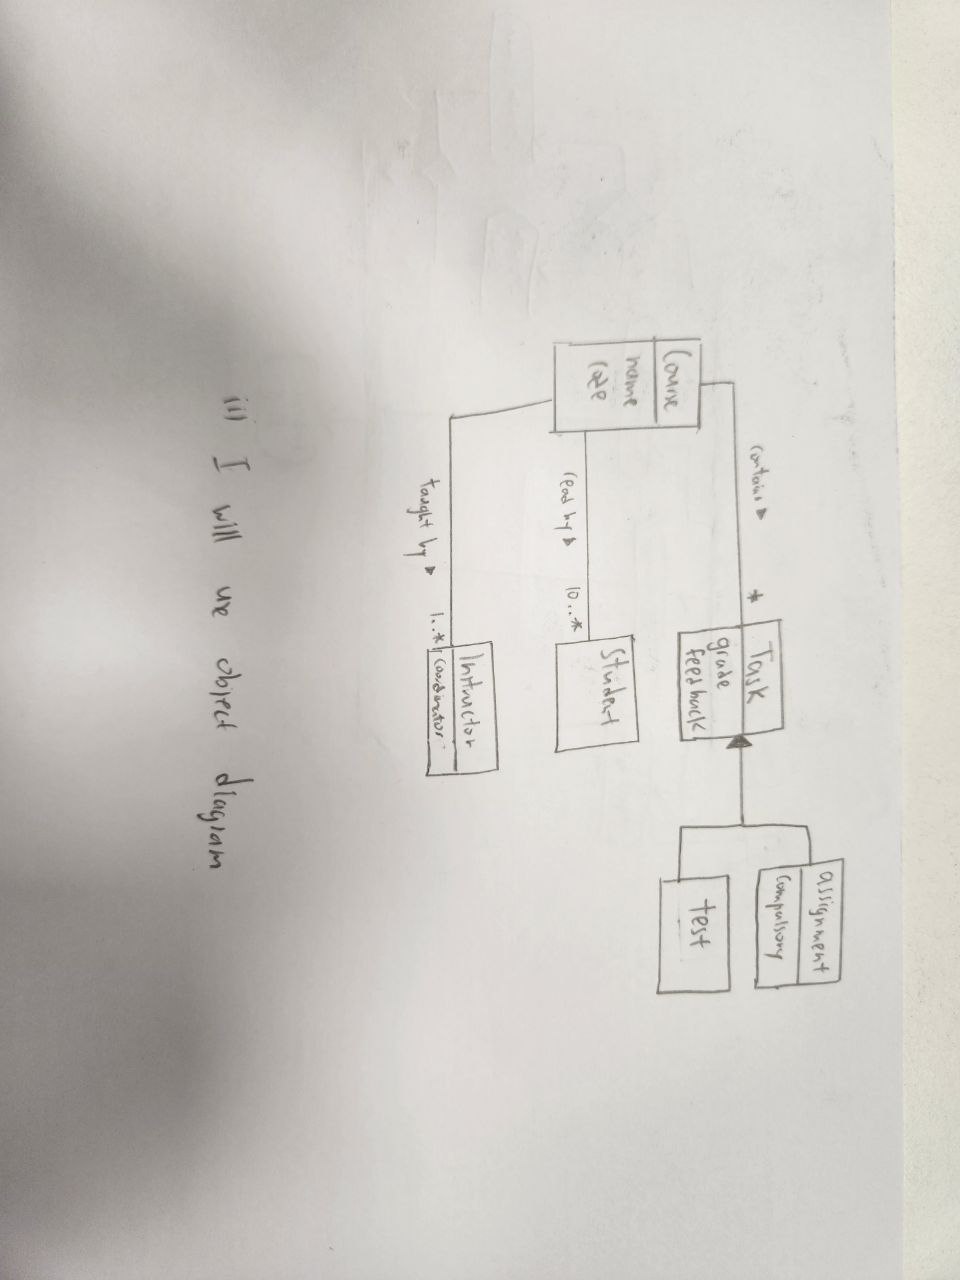 contains ▶
*
Course
name
code
Task
grade
feedback
assignment
compulsory
test
read by ▶
10..*
Student
taught by ▶
1..*
Instructor
coordinator
iii) I will use object diagram